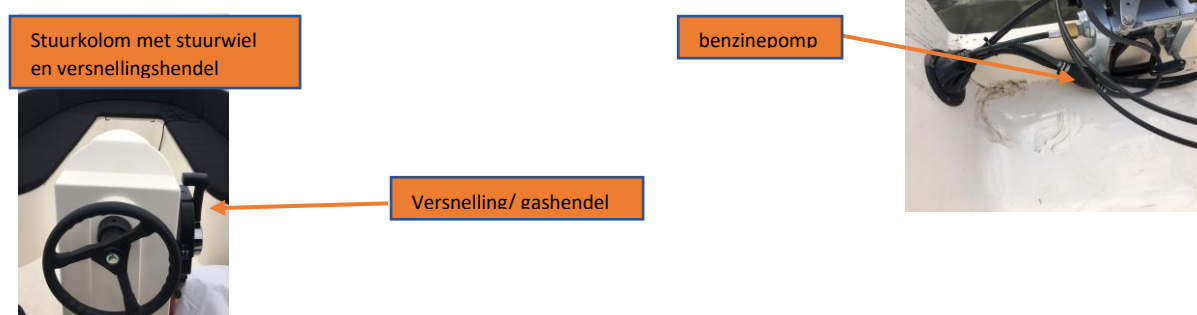 Stuurkolom met stuurwiel
en versnellingshendel
benzinepomp
Versnelling/ gashendel